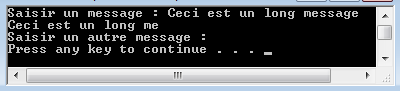 Saisir un message : Ceci est un long message
Ceci est un long me
Saisir un autre message :
Press any key to continue . . .